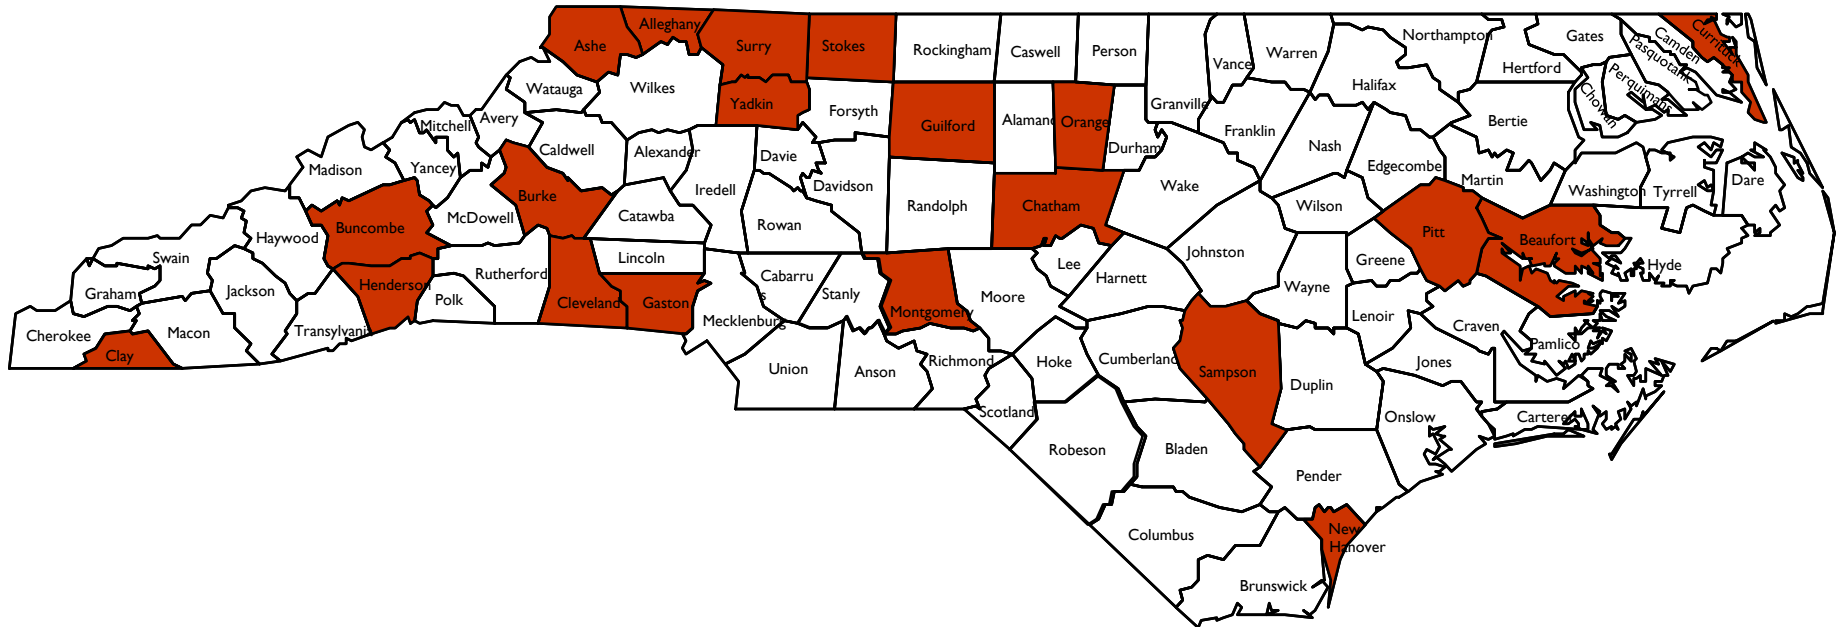 Ashe
Alleghany
Surry
Stokes
Rockingham
Caswell
Person
Vance
Warren
Northampton
Gates
Camden
Currituck
Pasquotank
Perquimans
Chowan
Hertford
Halifax
Granville
Watauga
Wilkes
Yadkin
Forsyth
Guilford
Alamanc
Orange
Durham
Franklin
Nash
Edgecombe
Bertie
Mitchell
Avery
Caldwell
Alexander
Davie
Madison
Yancey
Iredell
Davidson
Randolph
Chatham
Wake
Wilson
Martin
Washington
Tyrrell
Dare
Burke
McDowell
Catawba
Rowan
Buncombe
Haywood
Swain
Graham
Jackson
Henderson
Polk
Rutherford
Cleveland
Lincoln
Gaston
Cabarru
s
Stanly
Montgomery
Moore
Lee
Harnett
Johnston
Wayne
Greene
Pitt
Beaufort
Hyde
Cherokee
Clay
Macon
Transylvani
Mecklenburg
Union
Anson
Richmond
Hoke
Cumberland
Sampson
Duplin
Lenoir
Craven
Pamlico
Jones
Scotland
Robeson
Bladen
Onslow
Cartere
Pender
Columbus
New
Hanover
Brunswick